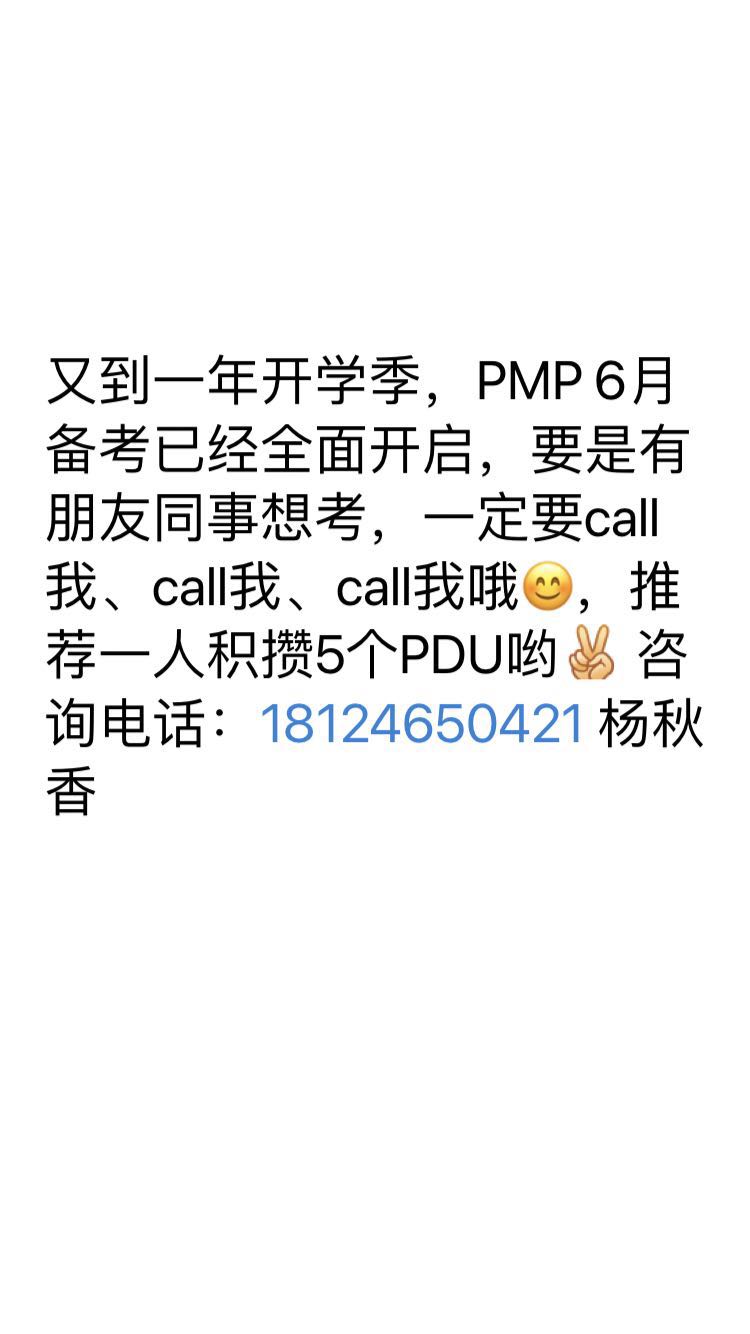 又到一年开学季，PMP 6月
备考已经全面开启，要是有
朋友同事想考，一定要call
我、call我、call我哦😊，推
荐一人积攒5个PDU哟✌🏼 咨
询电话：18124650421 杨秋
香